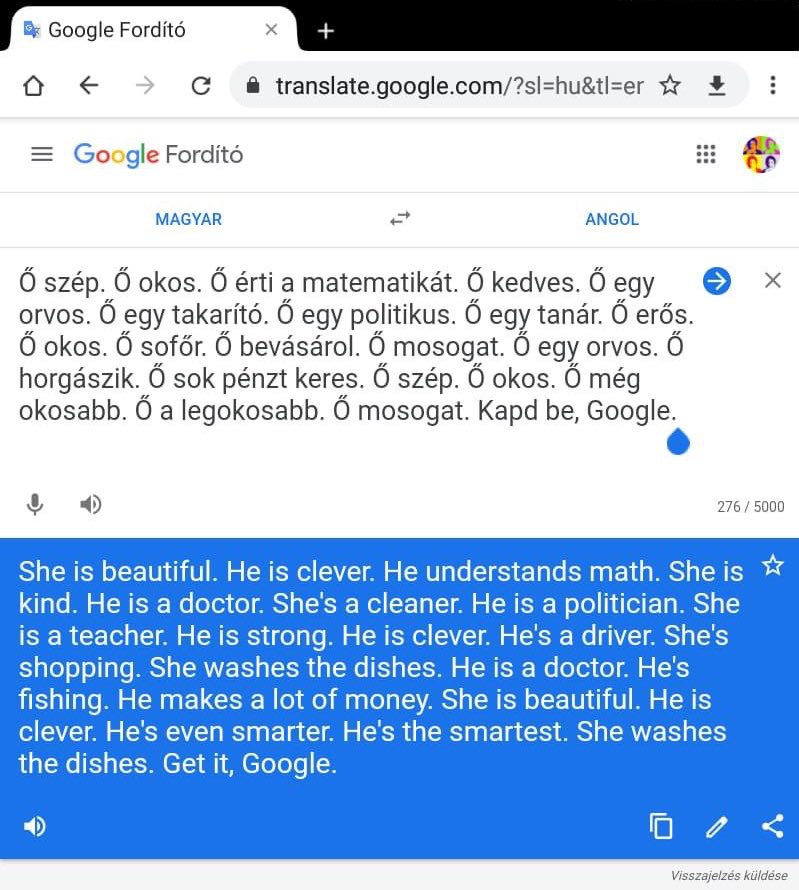 Google Fordító
translate.google.com/?sl=hu&tl=er
Google Fordító
MAGYAR
ANGOL
Ő szép. Ő okos. Ő érti a matematikát. Ő kedves. Ő egy
orvos. Ő egy takarító. Ő egy politikus. Ő egy tanár. Ő erős.
Ő okos. Ő sofőr. Ő bevásárol. Ő mosogat. Ő egy orvos. Ő
horgászik. Ő sok pénzt keres. Ő szép. Ő okos. Ő még
okosabb. Ő a legokosabb. Ő mosogat. Kapd be, Google.
276 / 5000
She is beautiful. He is clever. He understands math. She is
kind. He is a doctor. She's a cleaner. He is a politician. She
is a teacher. He is strong. He is clever. He's a driver. She's
shopping. She washes the dishes. He is a doctor. He's
fishing. He makes a lot of money. She is beautiful. He is
clever. He's even smarter. He's the smartest. She washes
the dishes. Get it, Google.
Visszajelzés küldése